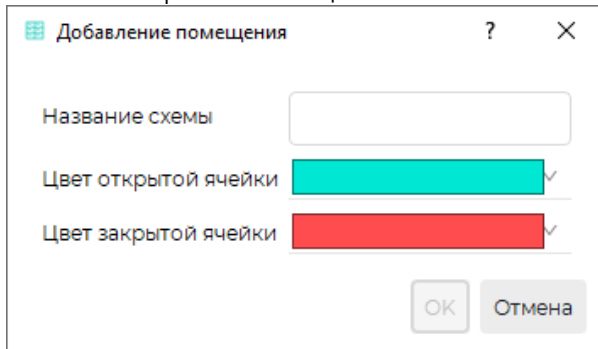 Добавление помещения ?
Название схемы
Цвет открытой ячейки
Цвет закрытой ячейки
OK Отмена